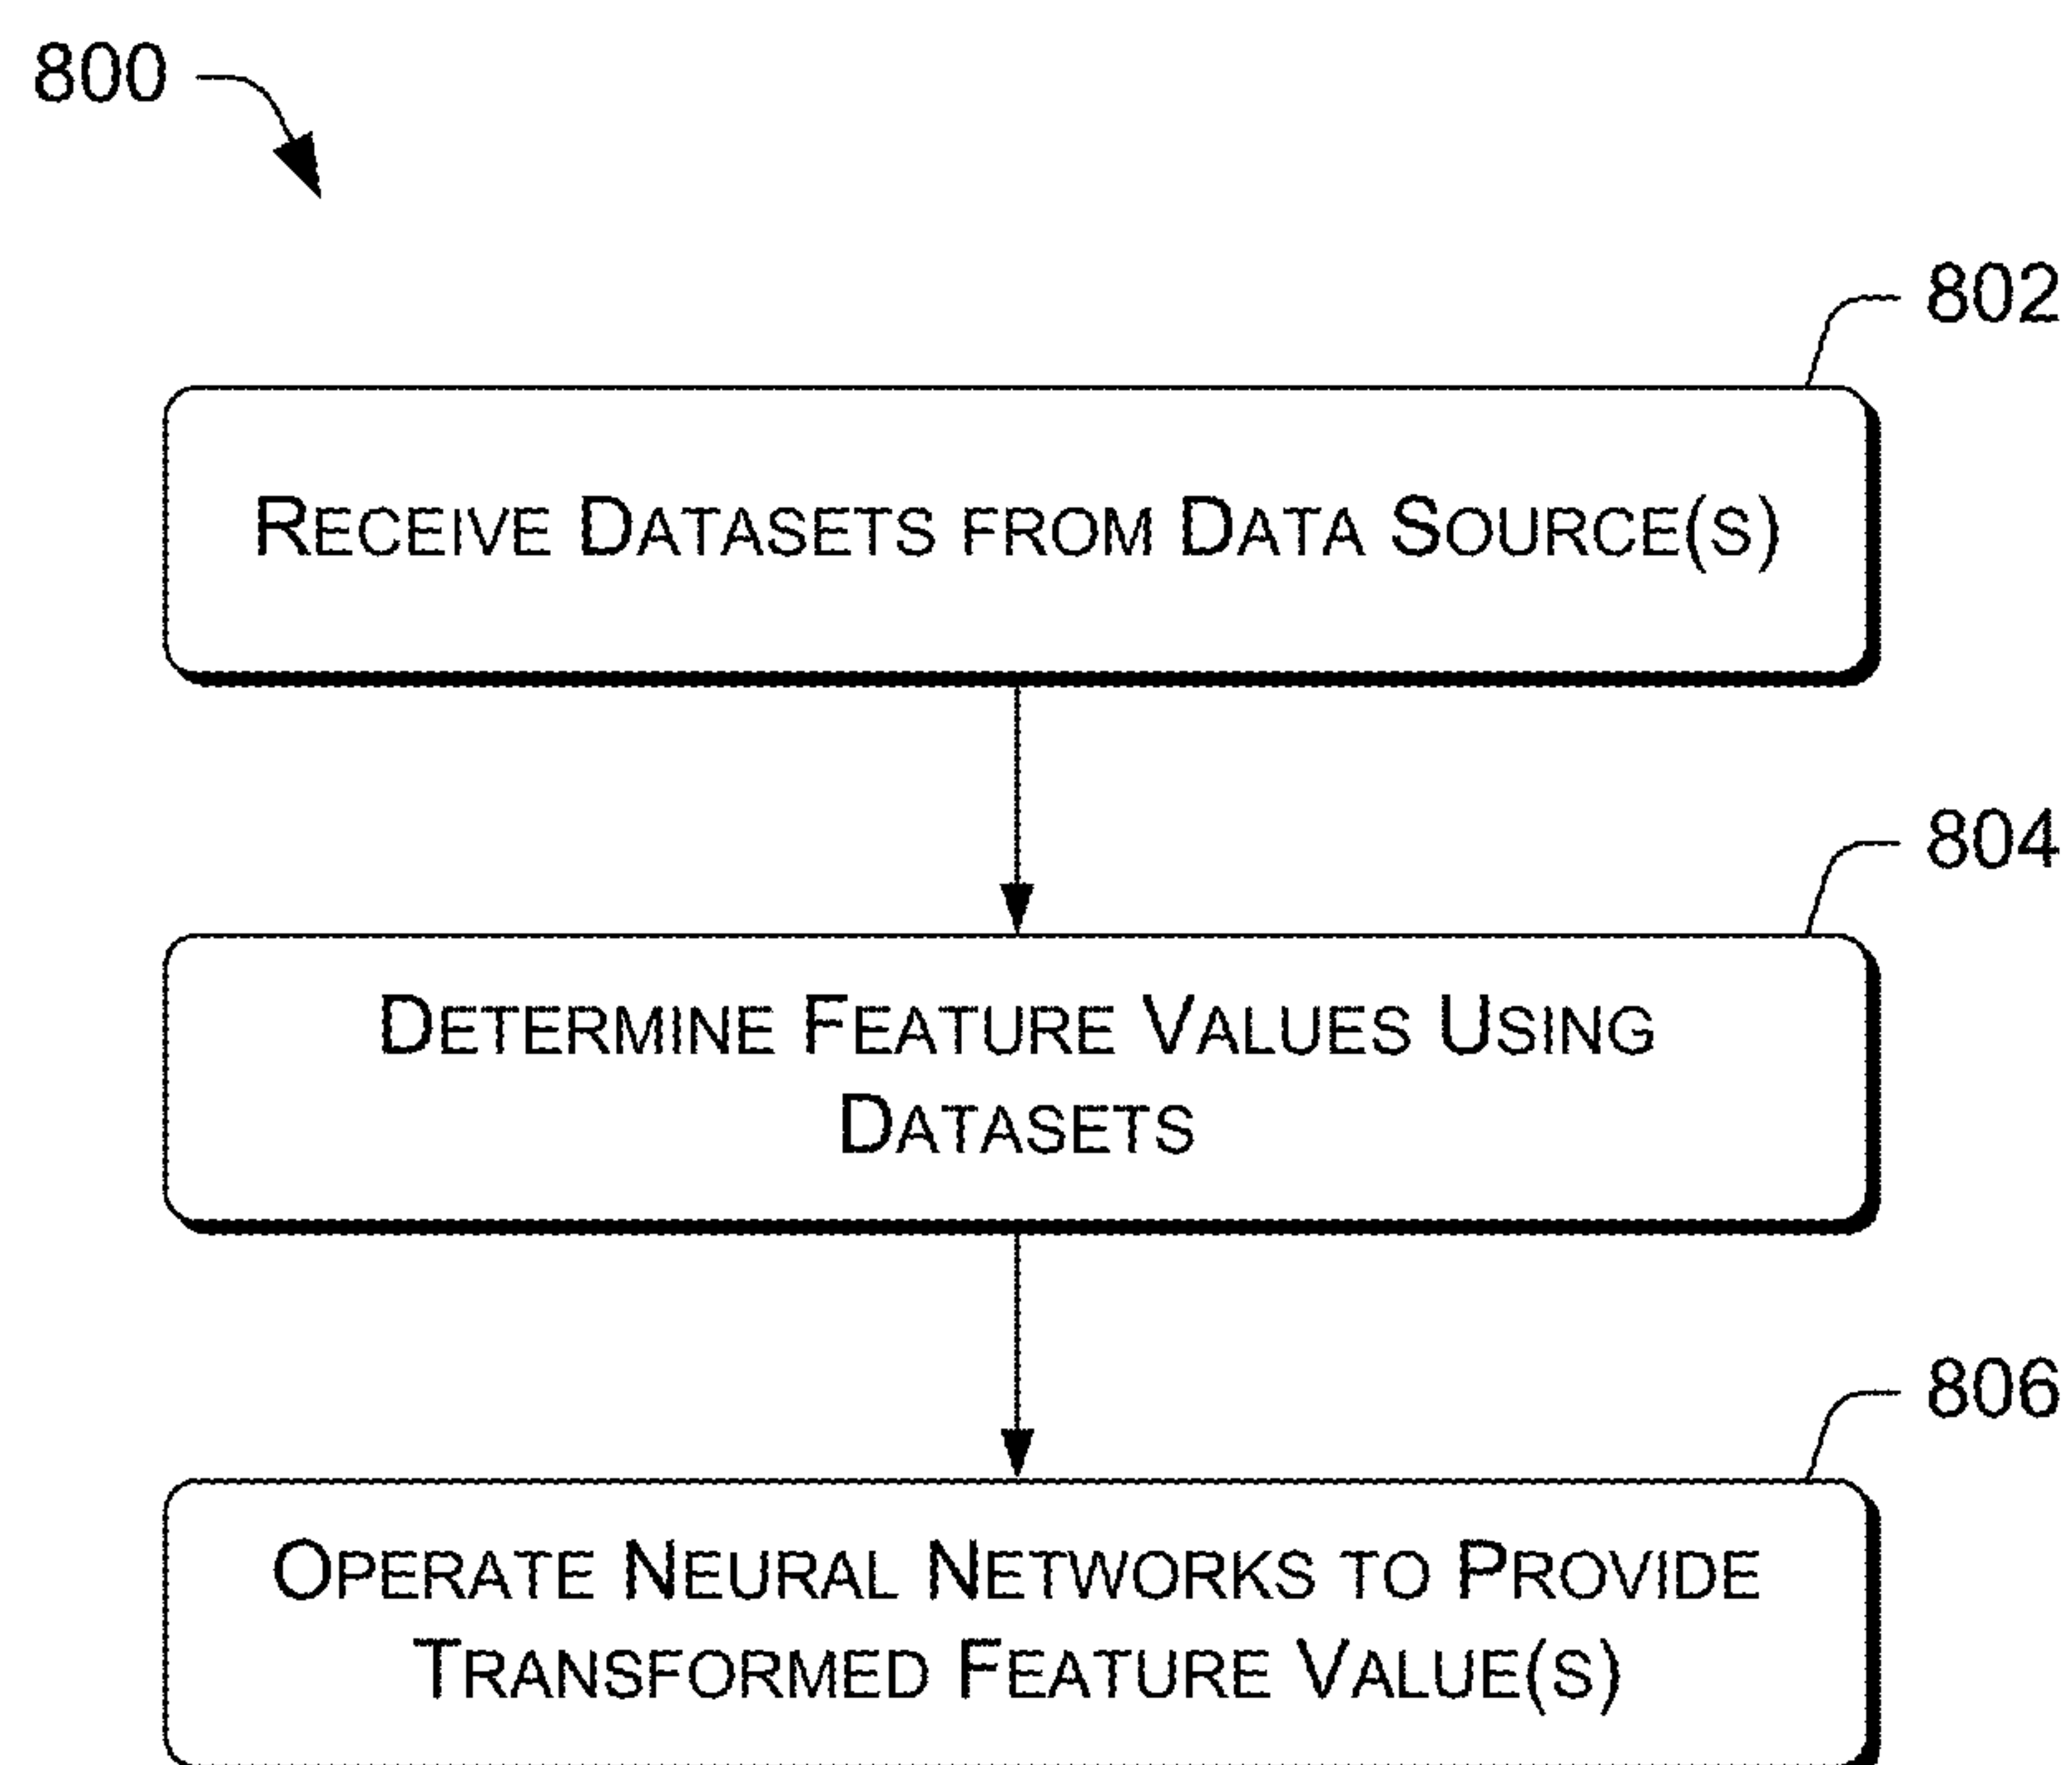 800
802
RECEIVE DATASETS FROM DATA SOURCE(S)
804
DETERMINE FEATURE VALUES USING
DATASETS
806
OPERATE NEURAL NETWORKS TO PROVIDE
TRANSFORMED FEATURE VALUE(S)